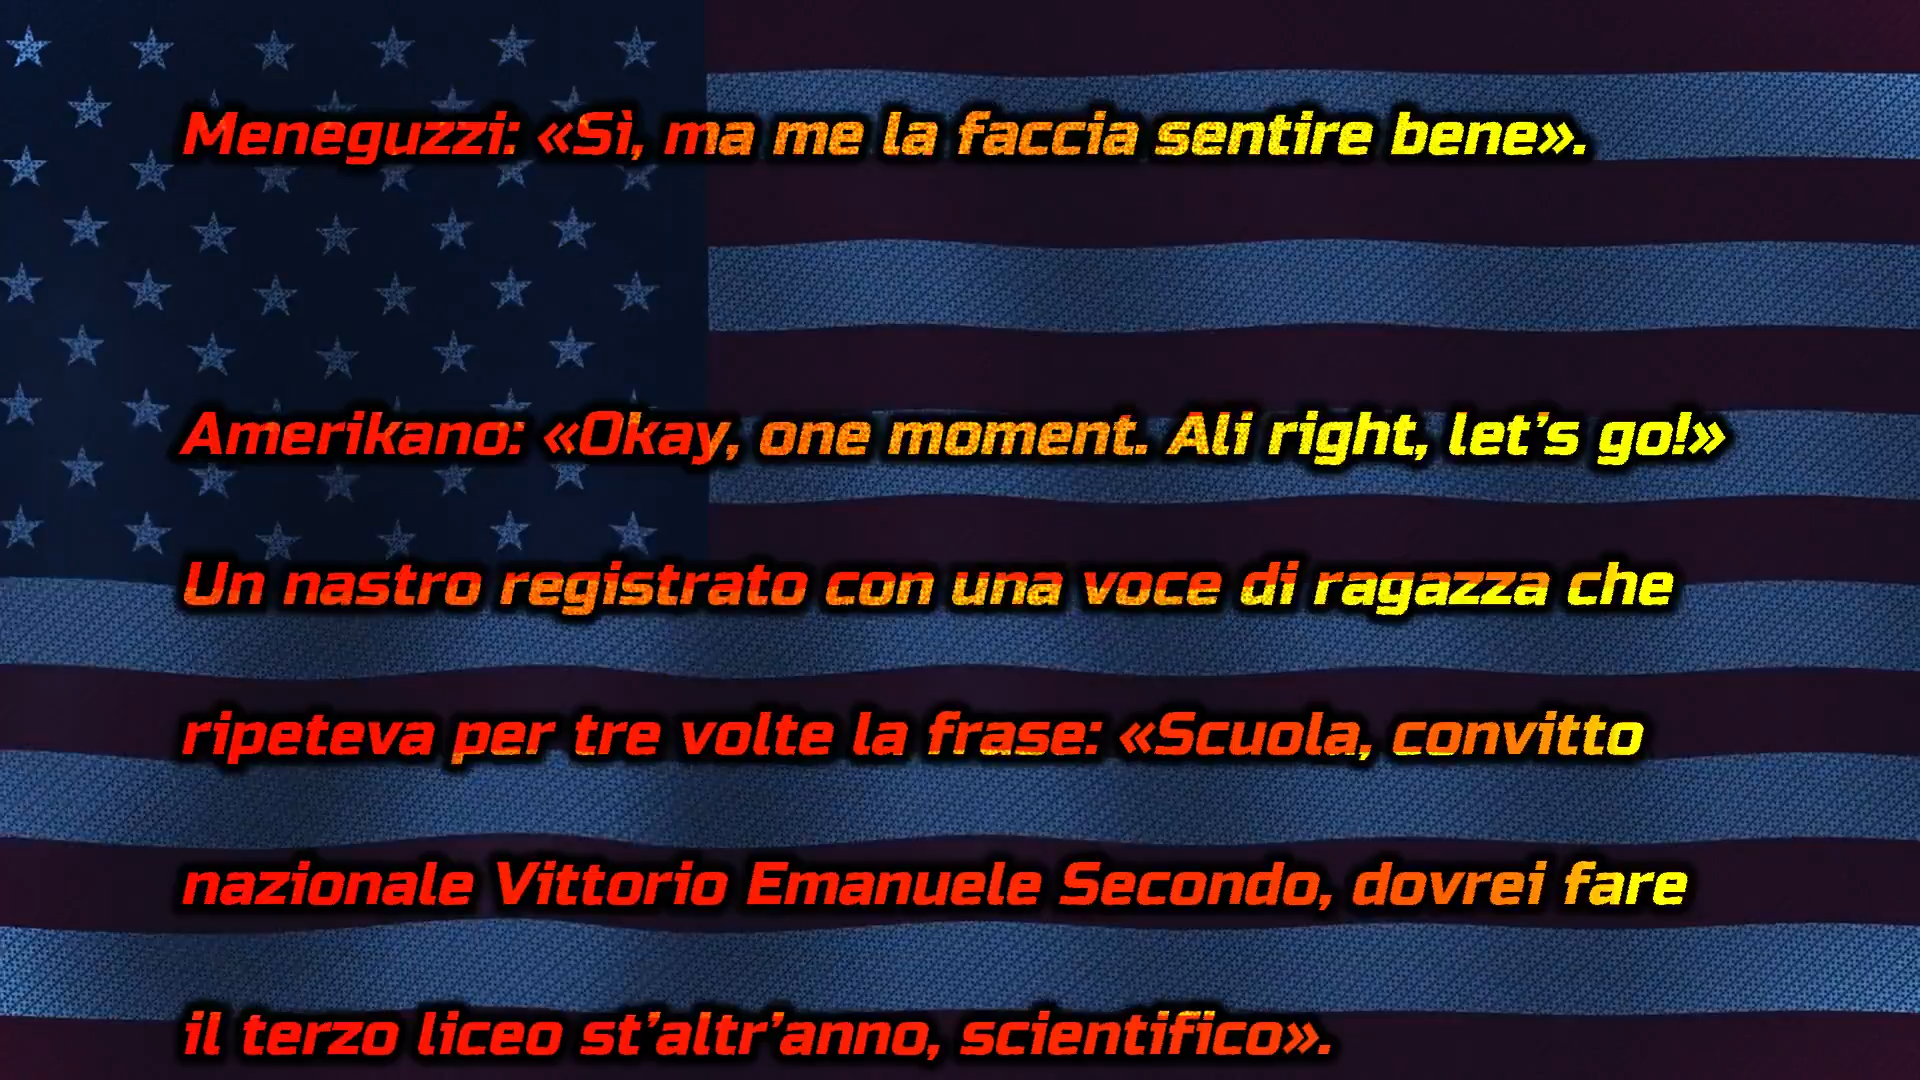 Meneguzzi: «Sì, ma me la faccia sentire bene».
Amerikano: «Okay, one moment. Ali right, let’s go!»
Un nastro registrato con una voce di ragazza che
ripeteva per tre volte la frase: «Scuola, convitto
nazionale Vittorio Emanuele Secondo, dovrei fare
il terzo liceo st’altr’anno, scientifico».